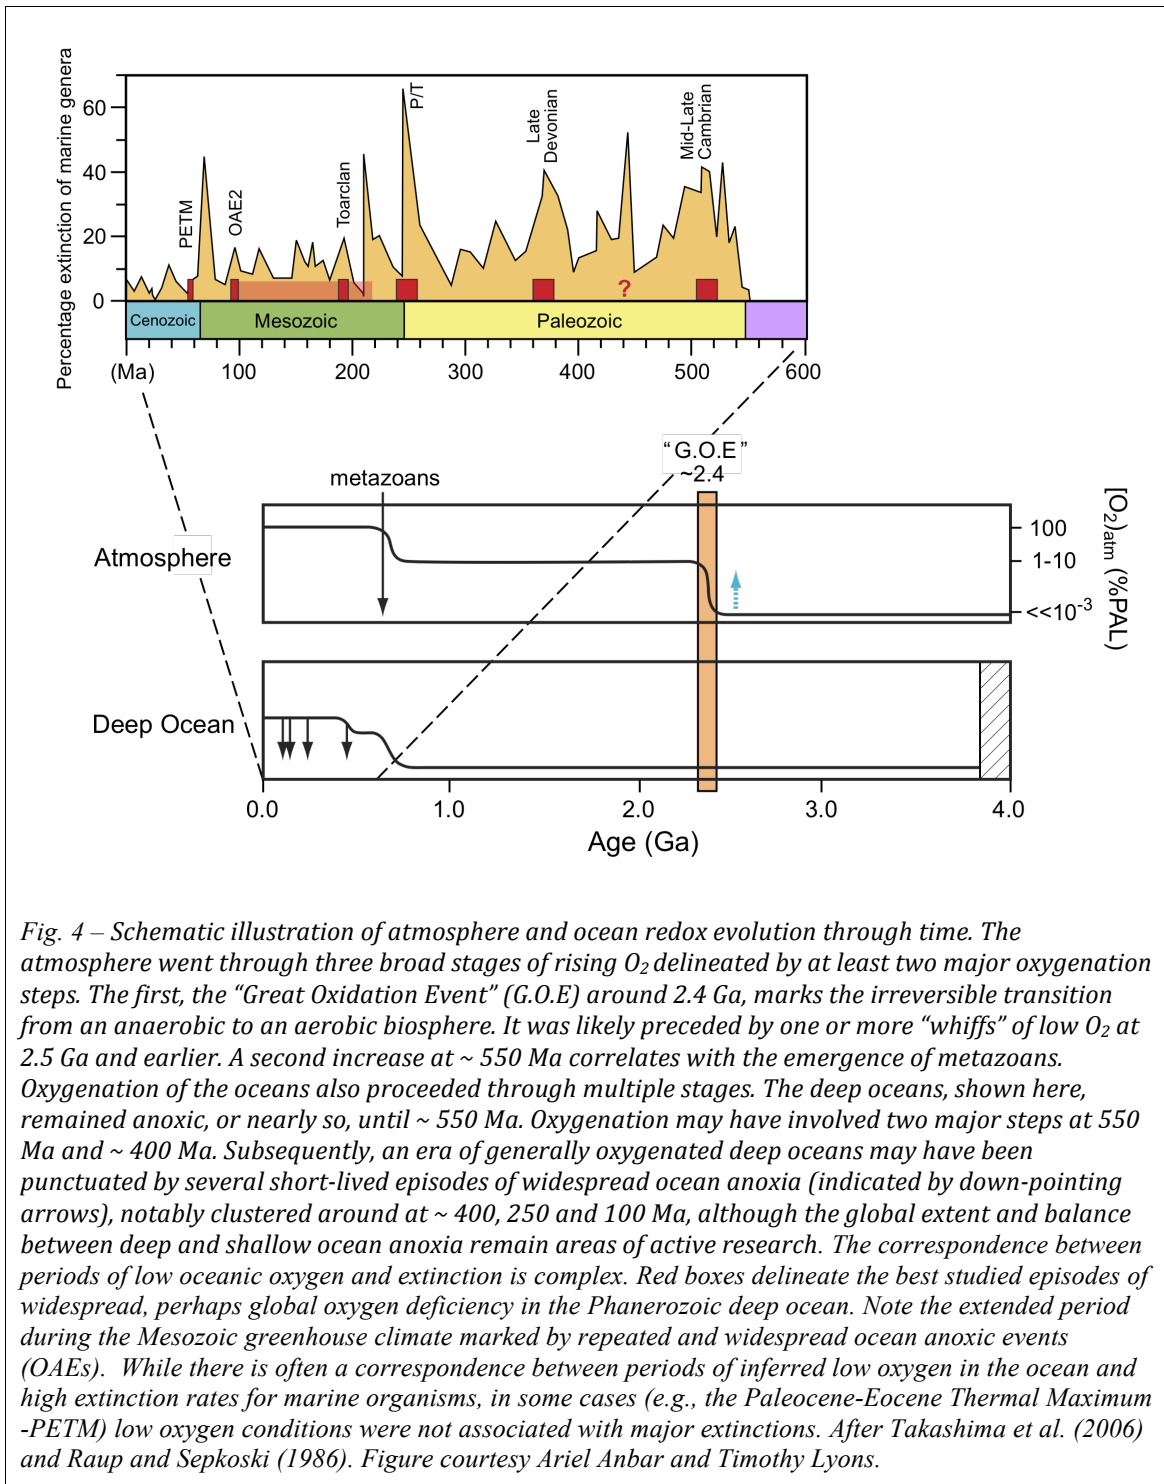 Percentage extinction of marine genera
60
40
20
0
PETM
OAE2
Toarclan
P/T
Late
Devonian
?
Mid-Late
Cambrian
Cenozoic
Mesozoic
Paleozoic
(Ma)
100
200
300
400
500
600
"G.O.E"
~2.4
metazoans
Atmosphere
100
1-10
<<10-3
[O2)atm (%PAL)
Deep Ocean
0.0
1.0
2.0
3.0
4.0
Age (Ga)
Fig. 4 – Schematic illustration of atmosphere and ocean redox evolution through time. The
atmosphere went through three broad stages of rising O2 delineated by at least two major oxygenation
steps. The first, the “Great Oxidation Event” (G.O.E) around 2.4 Ga, marks the irreversible transition
from an anaerobic to an aerobic biosphere. It was likely preceded by one or more “whiffs” of low O2 at
2.5 Ga and earlier. A second increase at ~ 550 Ma correlates with the emergence of metazoans.
Oxygenation of the oceans also proceeded through multiple stages. The deep oceans, shown here,
remained anoxic, or nearly so, until ~ 550 Ma. Oxygenation may have involved two major steps at 550
Ma and ~ 400 Ma. Subsequently, an era of generally oxygenated deep oceans may have been
punctuated by several short-lived episodes of widespread ocean anoxia (indicated by down-pointing
arrows), notably clustered around at ~ 400, 250 and 100 Ma, although the global extent and balance
between deep and shallow ocean anoxia remain areas of active research. The correspondence between
periods of low oceanic oxygen and extinction is complex. Red boxes delineate the best studied episodes of
widespread, perhaps global oxygen deficiency in the Phanerozoic deep ocean. Note the extended period
during the Mesozoic greenhouse climate marked by repeated and widespread ocean anoxic events
(OAEs).  While there is often a correspondence between periods of inferred low oxygen in the ocean and
high extinction rates for marine organisms, in some cases (e.g., the Paleocene-Eocene Thermal Maximum
-PETM) low oxygen conditions were not associated with major extinctions. After Takashima et al. (2006)
and Raup and Sepkoski (1986). Figure courtesy Ariel Anbar and Timothy Lyons.